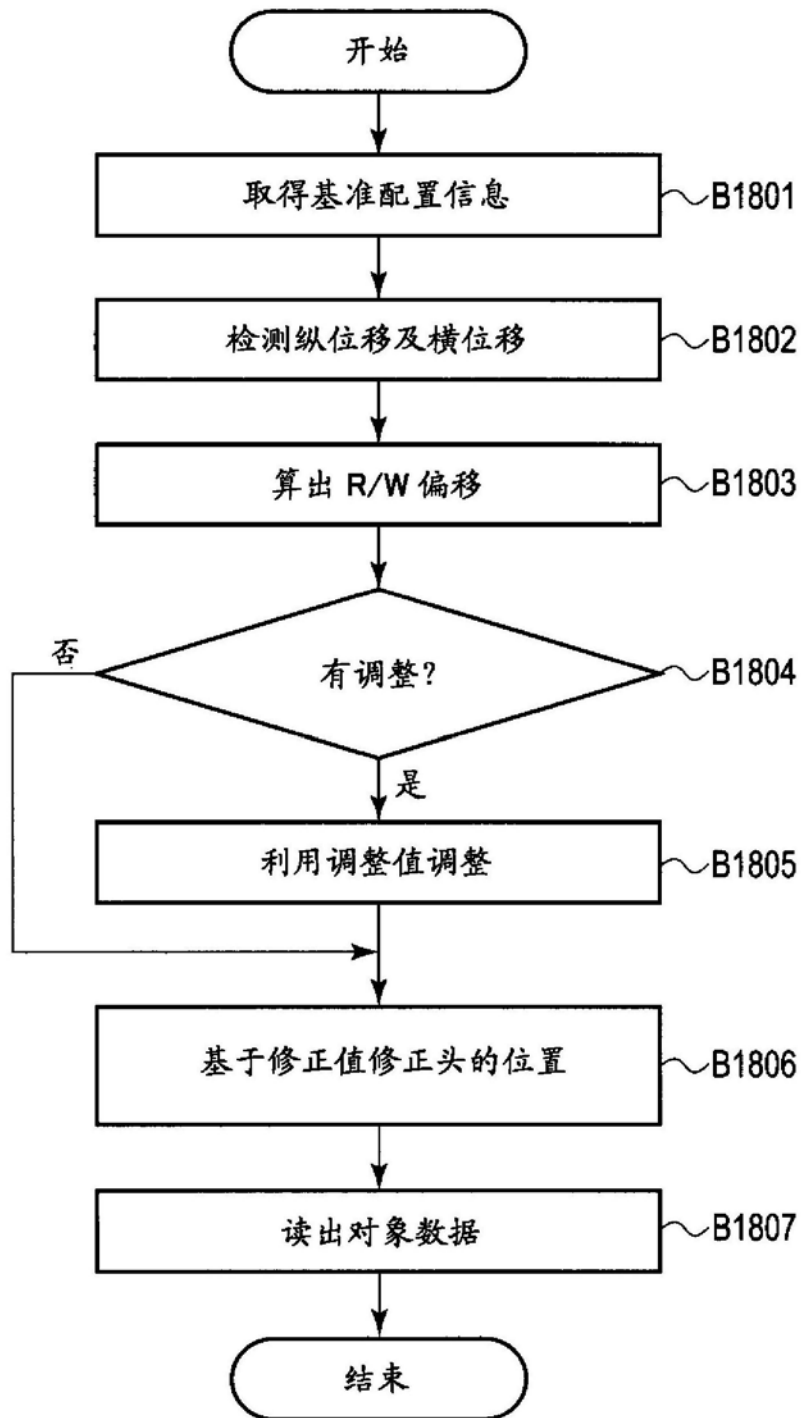 开始
取得基准配置信息
B1801
检测纵位移及横位移
B1802
算出 R/W 偏移
B1803
否
有调整?
B1804
是
利用调整值调整
B1805
基于修正值修正头的位置
B1806
读出对象数据
B1807
结束